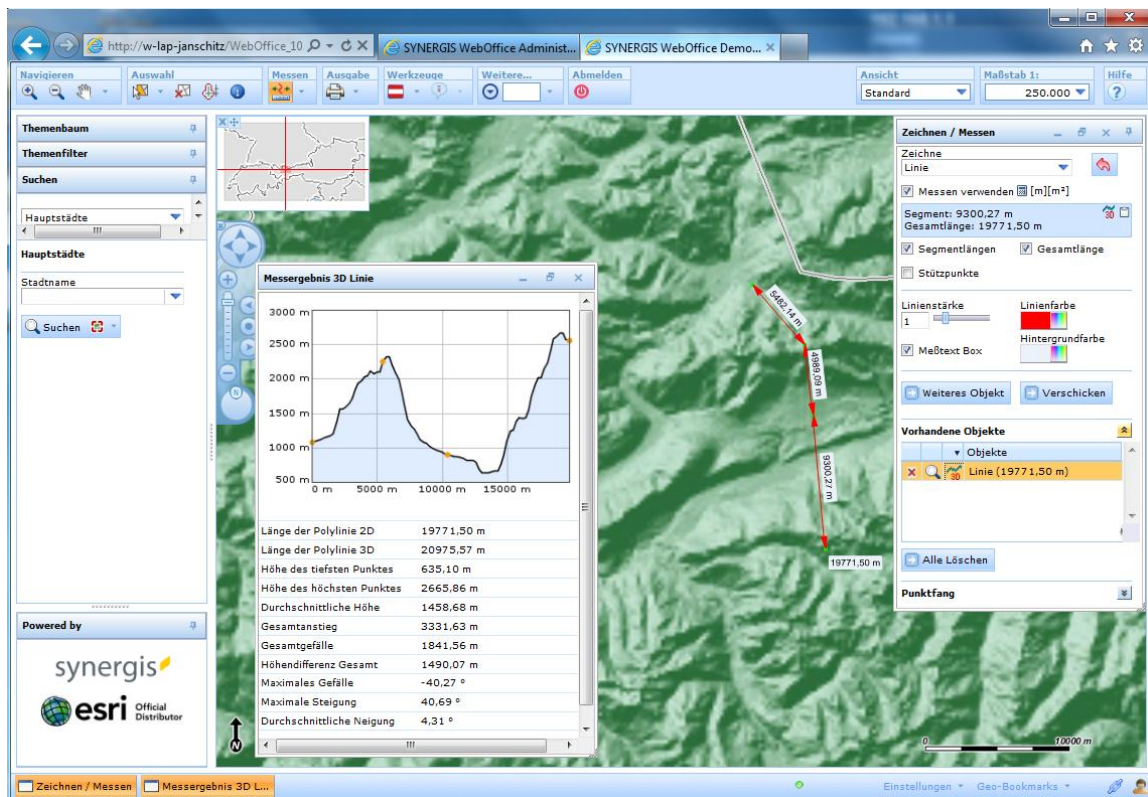 http://w-lap-janschitz/WebOffice_10
SYNERGIS WebOffice Administ...
SYNERGIS WebOffice Demo...
Navigieren
Auswahl
Messen
Ausgabe
Werkzeuge
Weitere...
Abmelden
Ansicht
Maßstab 1:
Hilfe
Standard
250.000
Themenbaum
Themenfilter
Suchen
Hauptstädte
Hauptstädte
Stadtname
Suchen
Powered by
synergis
esri Official Distributor
Messergebnis 3D Linie
3000 m
2500 m
2000 m
1500 m
1000 m
500 m
0 m 5000 m 10000 m 15000 m
Länge der Polylinie 2D 19771,50 m
Länge der Polylinie 3D 20975,57 m
Höhe des tiefsten Punktes 635,10 m
Höhe des höchsten Punktes 2665,86 m
Durchschnittliche Höhe 1458,68 m
Gesamtanstieg 3331,63 m
Gesamtgefälle 1841,56 m
Höhendifferenz Gesamt 1490,07 m
Maximales Gefälle -40,27 °
Maximale Steigung 40,69 °
Durchschnittliche Neigung 4,31 °
N
5482,14 m
4989,09 m
9300,27 m
19771,50 m
0 10000 m
Zeichnen / Messen
Zeichne
Linie
Messen verwenden [m][m²]
Segment: 9300,27 m
Gesamtlänge: 19771,50 m
3D
Segmentlängen
Gesamtlänge
Stützpunkte
Linienstärke
1
Linienfarbe
Meßtext Box
Hintergrundfarbe
Weiteres Objekt
Verschicken
Vorhandene Objekte
Objekte
3D Linie (19771,50 m)
Alle Löschen
Punktfang
Zeichnen / Messen
Messergebnis 3D L...
Einstellungen
Geo-Bookmarks